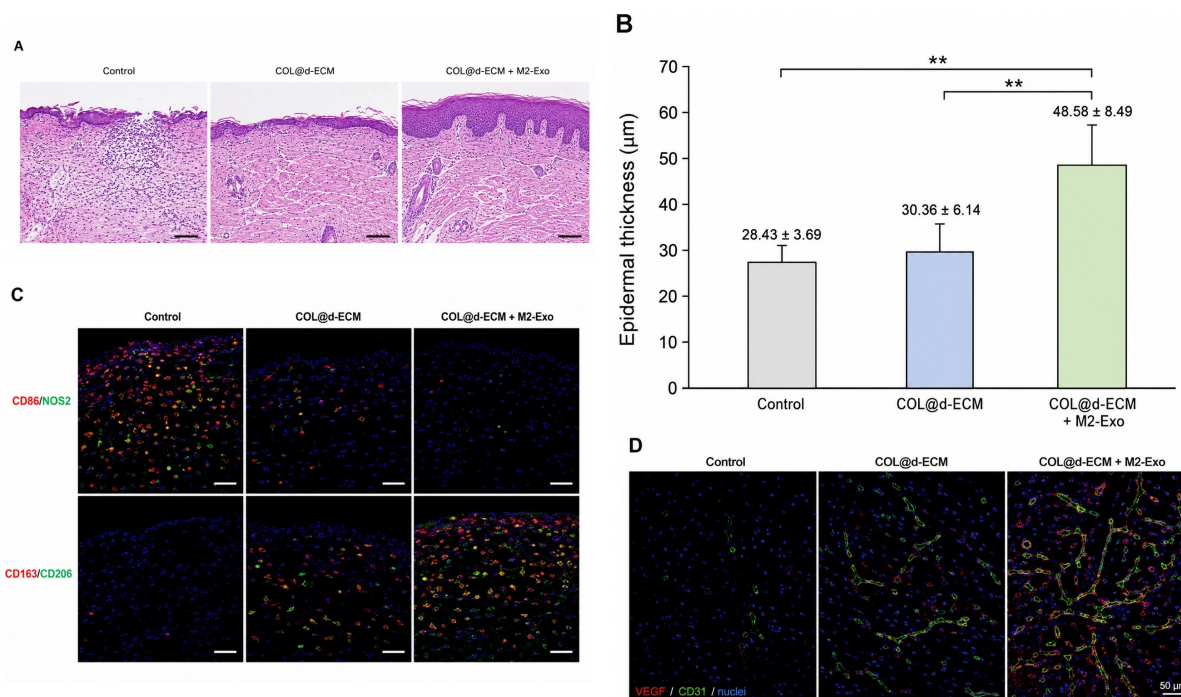 A
Control
COL@d-ECM
COL@d-ECM + M2-Exo
B
Epidermal thickness (µm)
70
60
50
40
30
20
10
0
**
**
28.43 ± 3.69
30.36 ± 6.14
48.58 ± 8.49
Control
COL@d-ECM
COL@d-ECM
+ M2-Exo
C
Control
COL@d-ECM
COL@d-ECM + M2-Exo
CD86/NOS2
CD163/CD206
D
Control
COL@d-ECM
COL@d-ECM + M2-Exo
VEGF / CD31 / nuclei
50 µm